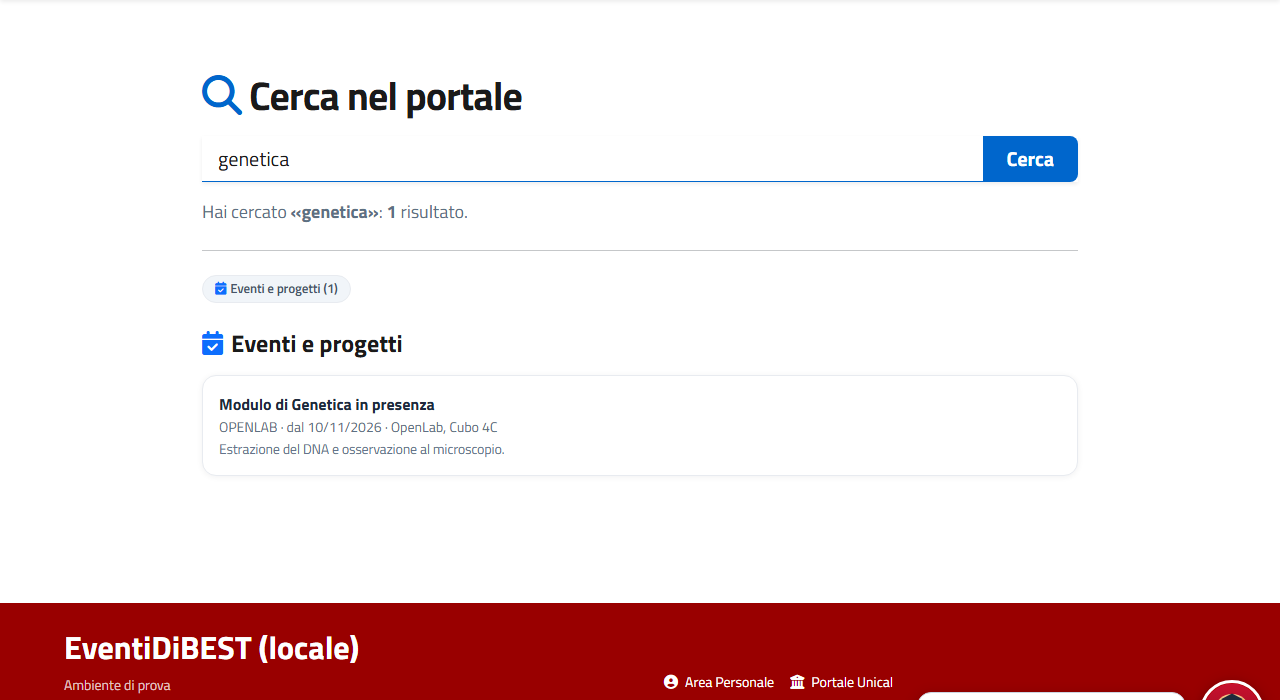 Cerca nel portale
genetica
Cerca
Hai cercato «genetica»: 1 risultato.
Eventi e progetti (1)
Eventi e progetti
Modulo di Genetica in presenza
OPENLAB · dal 10/11/2026 · OpenLab, Cubo 4C
Estrazione del DNA e osservazione al microscopio.
EventiDiBEST (locale)
Ambiente di prova
Area Personale
Portale Unical